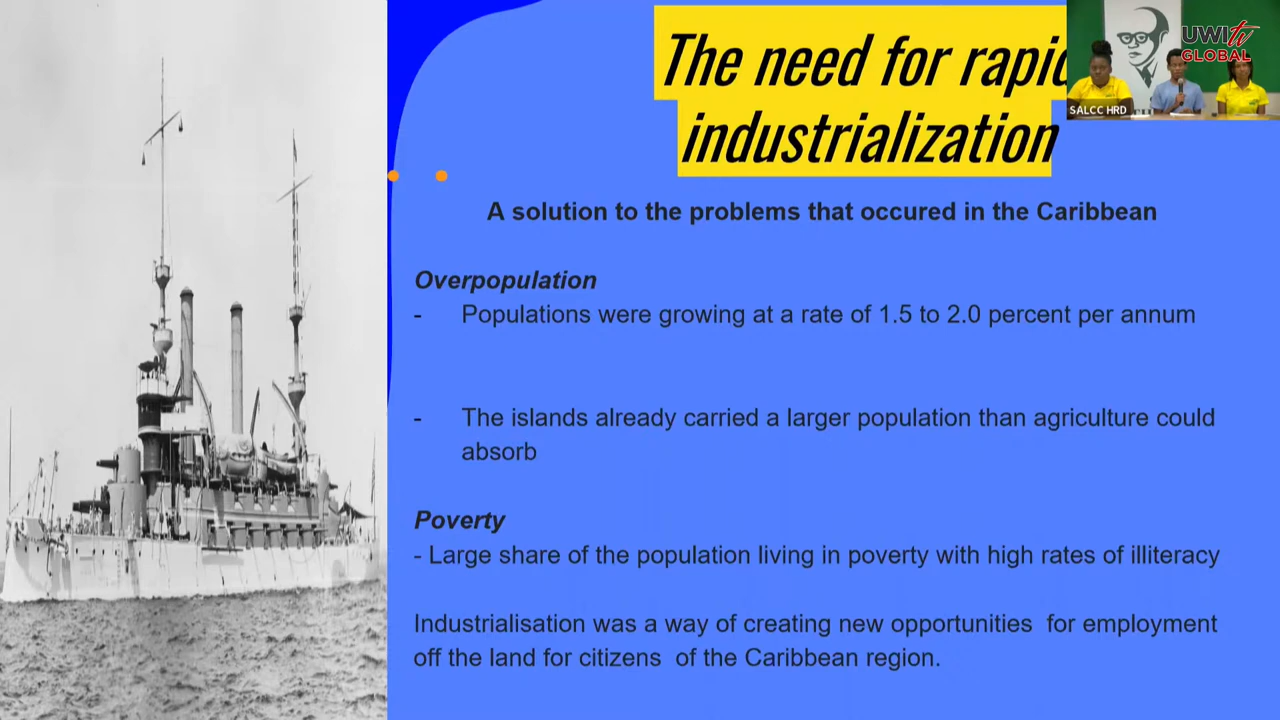 The need for rapid
industrialization
UWItv
GLOBAL
SALCC HRD
A solution to the problems that occured in the Caribbean
Overpopulation
- Populations were growing at a rate of 1.5 to 2.0 percent per annum
- The islands already carried a larger population than agriculture could
absorb
Poverty
- Large share of the population living in poverty with high rates of illiteracy
Industrialisation was a way of creating new opportunities for employment
off the land for citizens of the Caribbean region.